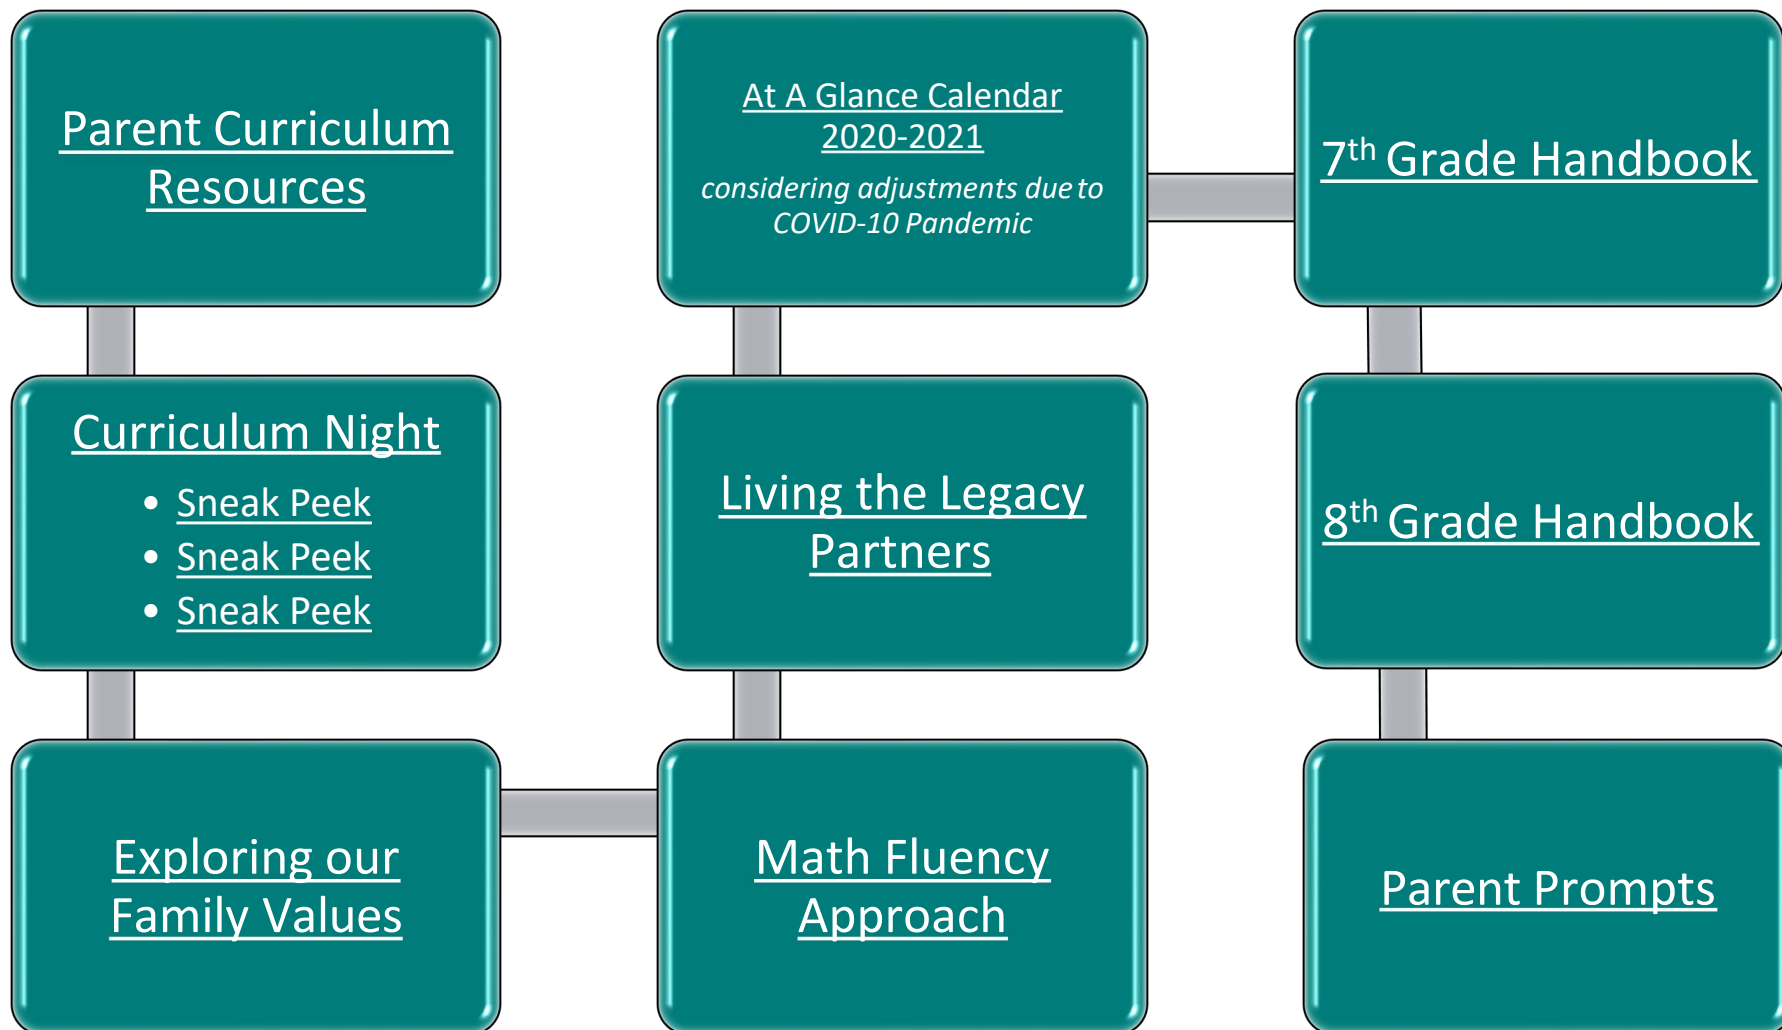 Parent Curriculum
Resources
Curriculum Night
• Sneak Peek
• Sneak Peek
• Sneak Peek
Exploring our
Family Values
Math Fluency
Approach
Living the Legacy
Partners
At A Glance Calendar
2020-2021
considering adjustments due to
COVID-10 Pandemic
7th Grade Handbook
8th Grade Handbook
Parent Prompts